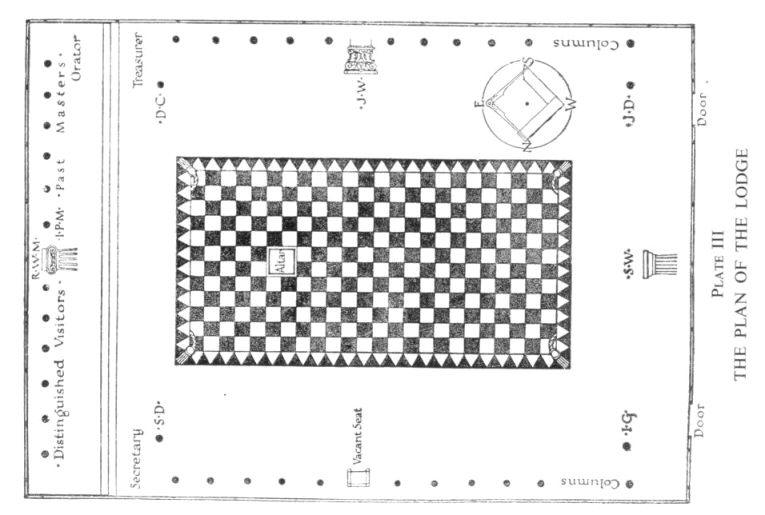 R·W·M·
·Distinguished Visitors· ·I·P·M· ·Past Masters·
Orator
Secretary
Treasurer
·S·D·
·D·C·
Altar
Vacant Seat
·J·W·
E
S
N
W
Columns
Columns
·I·G·
·S·W·
·J·D·
Door
Door
PLATE III
THE PLAN OF THE LODGE